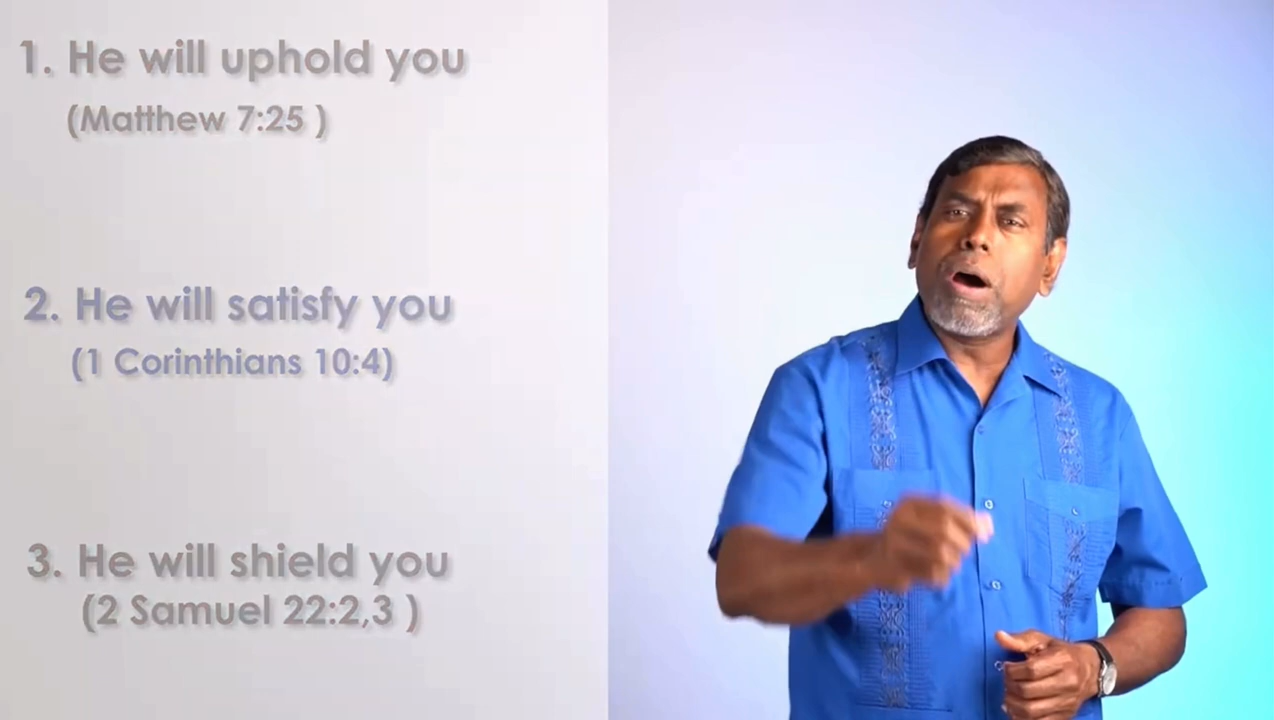 1. He will uphold you
(Matthew 7:25 )
2. He will satisfy you
(1 Corinthians 10:4)
3. He will shield you
(2 Samuel 22:2,3 )